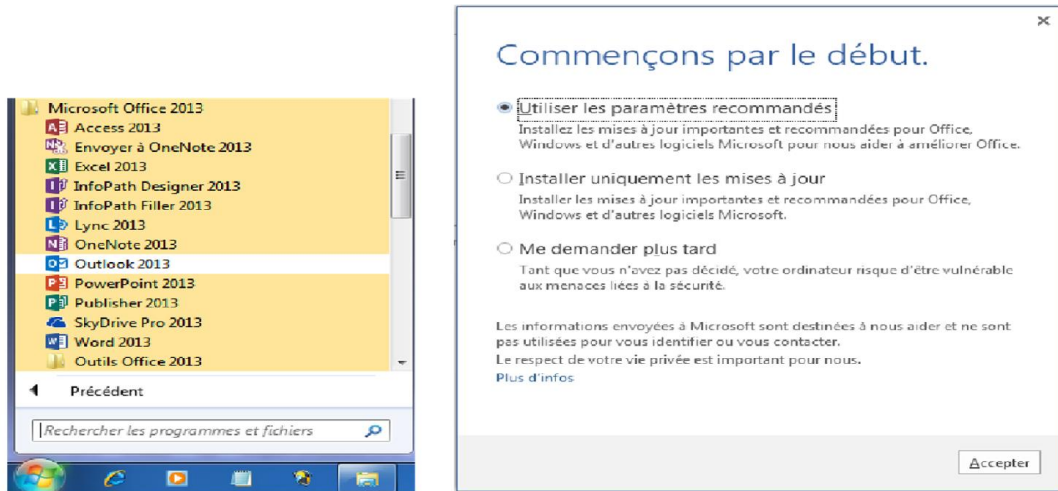 Microsoft Office 2013
Access 2013
Envoyer à OneNote 2013
Excel 2013
InfoPath Designer 2013
InfoPath Filler 2013
Lync 2013
OneNote 2013
Outlook 2013
PowerPoint 2013
Publisher 2013
SkyDrive Pro 2013
Word 2013
Outils Office 2013
Précédent
Rechercher les programmes et fichiers
Commençons par le début.
Utiliser les paramètres recommandés
Installez les mises à jour importantes et recommandées pour Office,
Windows et d'autres logiciels Microsoft pour nous aider à améliorer Office.
Installer uniquement les mises à jour
Installer les mises à jour importantes et recommandées pour Office,
Windows et d'autres logiciels Microsoft.
Me demander plus tard
Tant que vous n'avez pas décidé, votre ordinateur risque d'être vulnérable
aux menaces liées à la sécurité.
Les informations envoyées à Microsoft sont destinées à nous aider et ne sont
pas utilisées pour vous identifier ou vous contacter.
Le respect de votre vie privée est important pour nous.
Plus d'infos
Accepter